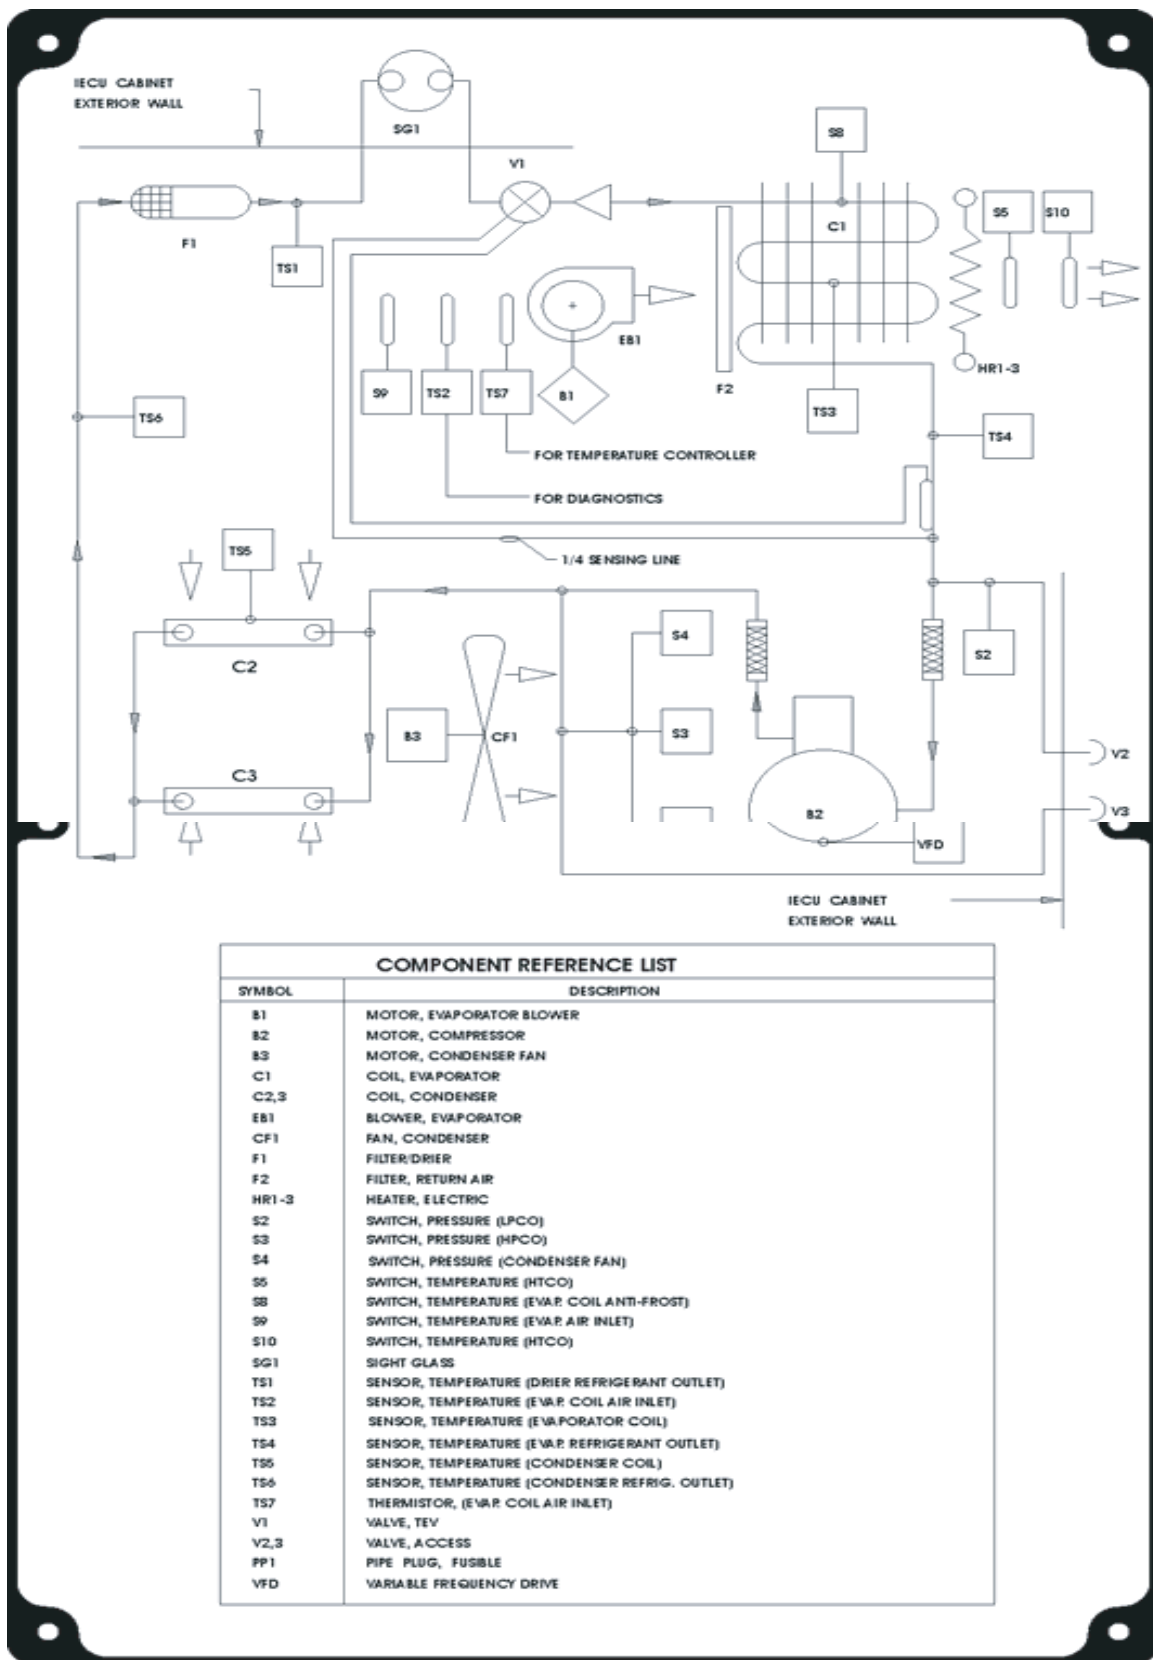 IECU CABINET
EXTERIOR WALL
SG1
S8
V1
F1
TS1
C1
S5
S10
EB1
HR1-3
F2
S9
TS2
TS7
B1
TS3
TS6
TS4
FOR TEMPERATURE CONTROLLER
FOR DIAGNOSTICS
TS5
1/4 SENSING LINE
C2
S4
S2
B3
CF1
S3
V2
C3
B2
V3
VFD
IECU CABINET
EXTERIOR WALL
COMPONENT REFERENCE LIST
SYMBOL DESCRIPTION
B1 MOTOR, EVAPORATOR BLOWER
B2 MOTOR, COMPRESSOR
B3 MOTOR, CONDENSER FAN
C1 COIL, EVAPORATOR
C2,3 COIL, CONDENSER
EB1 BLOWER, EVAPORATOR
CF1 FAN, CONDENSER
F1 FILTER/DRIER
F2 FILTER, RETURN AIR
HR1-3 HEATER, ELECTRIC
S2 SWITCH, PRESSURE (LPCO)
S3 SWITCH, PRESSURE (HPCO)
S4 SWITCH, PRESSURE (CONDENSER FAN)
S5 SWITCH, TEMPERATURE (HTCO)
S8 SWITCH, TEMPERATURE (EVAP. COIL ANTI-FROST)
S9 SWITCH, TEMPERATURE (EVAP. AIR INLET)
S10 SWITCH, TEMPERATURE (HTCO)
SG1 SIGHT GLASS
TS1 SENSOR, TEMPERATURE (DRIER REFRIGERANT OUTLET)
TS2 SENSOR, TEMPERATURE (EVAP. COIL AIR INLET)
TS3 SENSOR, TEMPERATURE (EVAPORATOR COIL)
TS4 SENSOR, TEMPERATURE (EVAP. REFRIGERANT OUTLET)
TS5 SENSOR, TEMPERATURE (CONDENSER COIL)
TS6 SENSOR, TEMPERATURE (CONDENSER REFRIG. OUTLET)
TS7 THERMISTOR, (EVAP. COIL AIR INLET)
V1 VALVE, TEV
V2,3 VALVE, ACCESS
PP1 PIPE PLUG, FUSIBLE
VFD VARIABLE FREQUENCY DRIVE